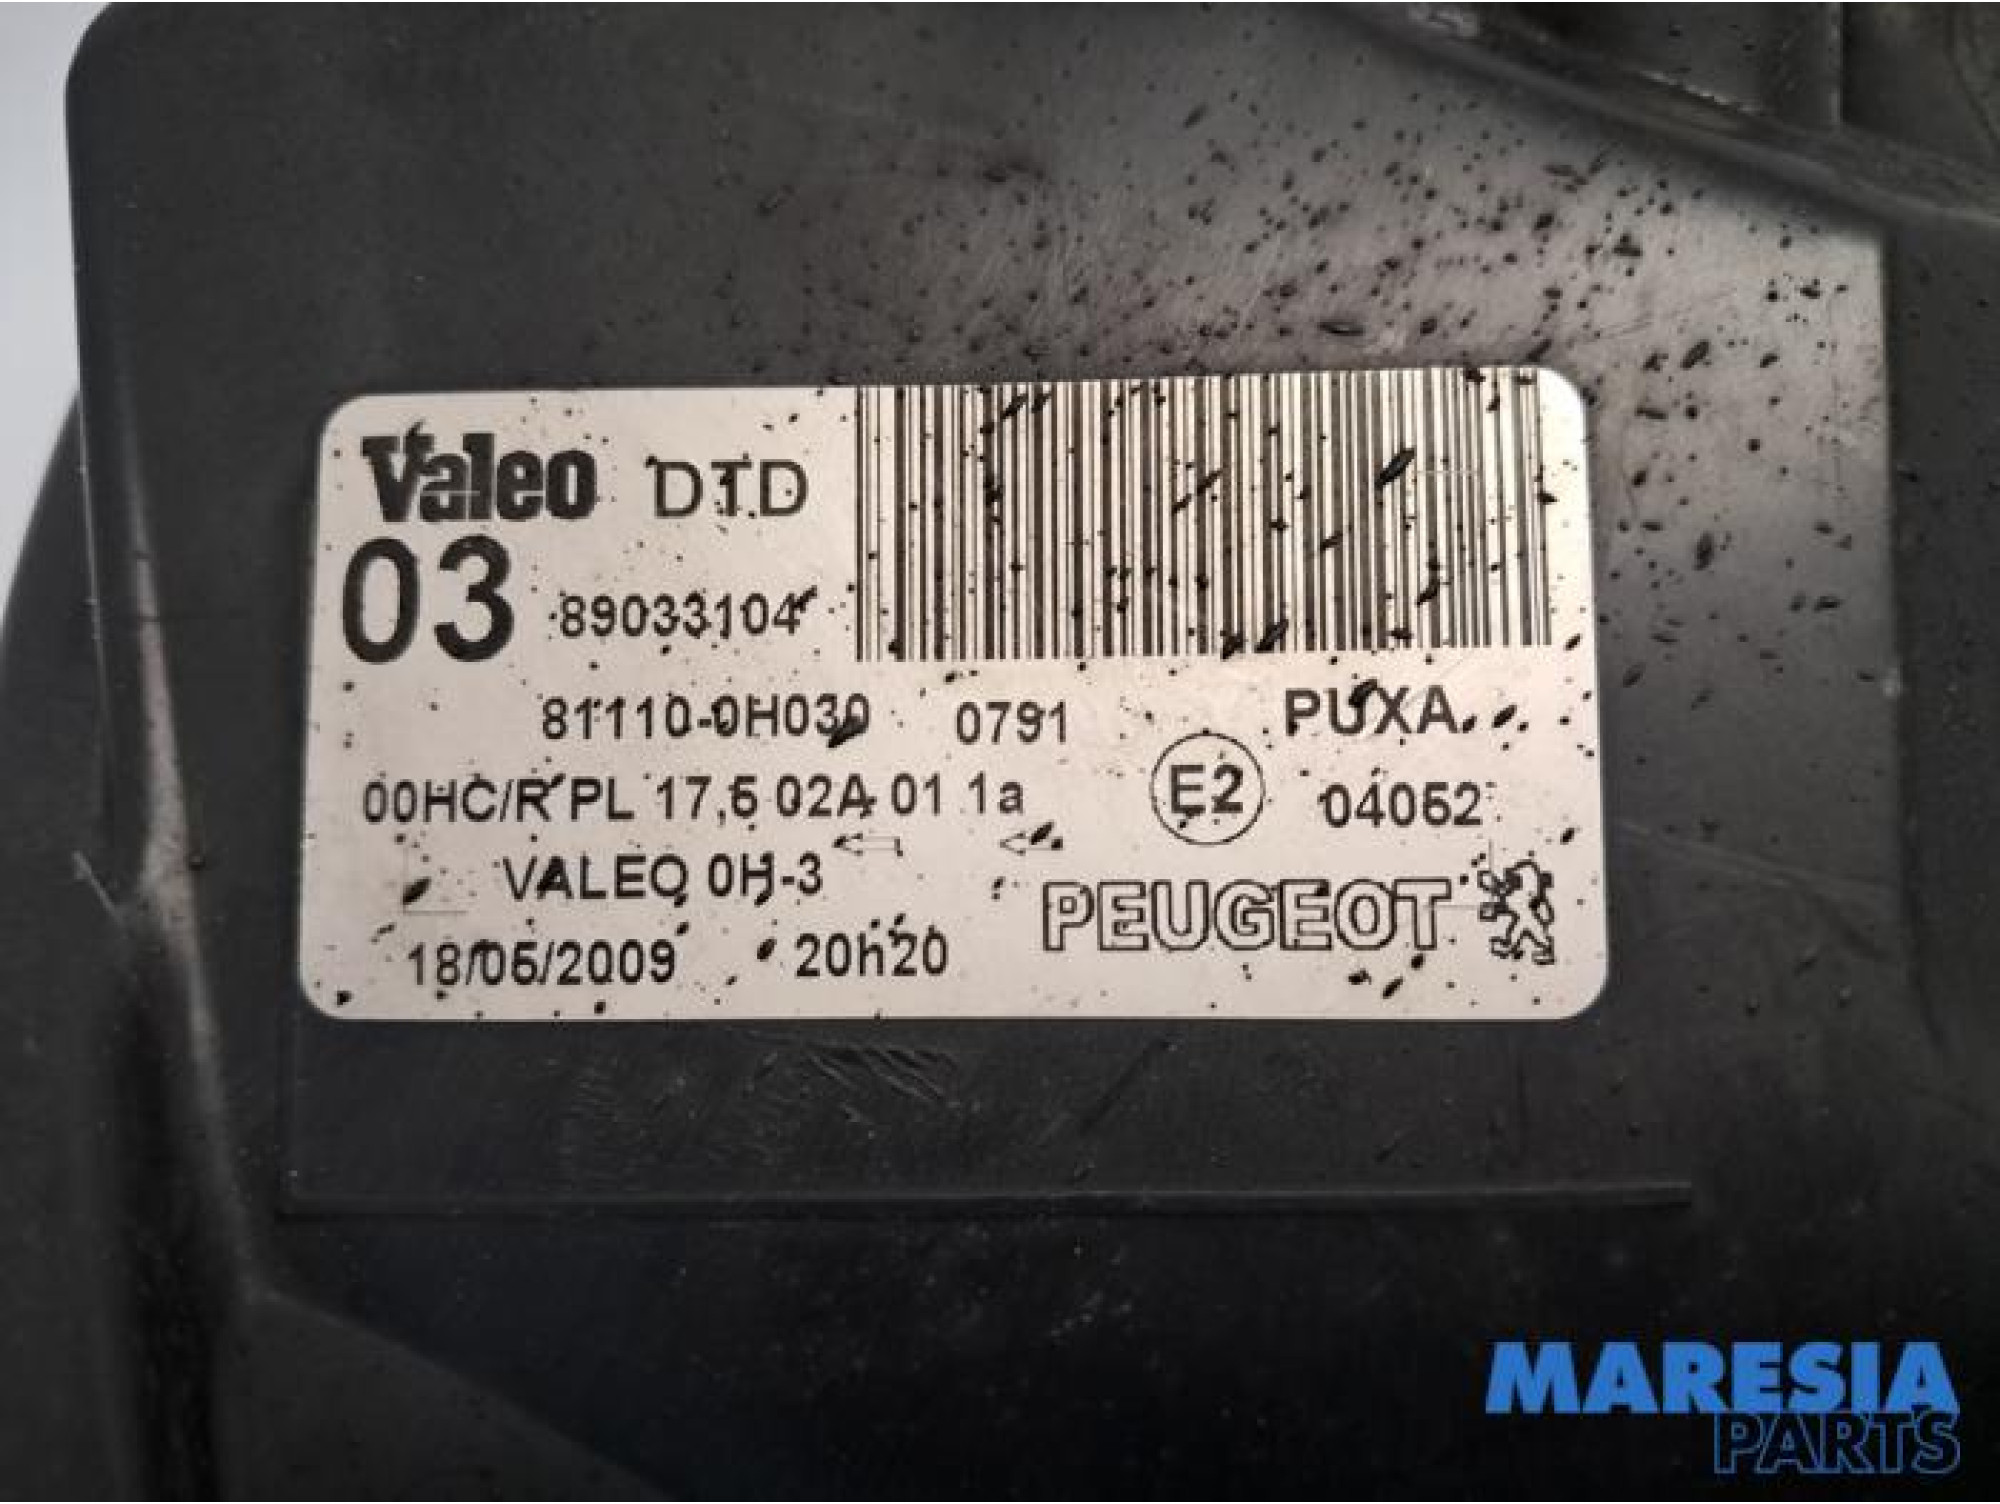 Valeo DTD
03 89033104
81110-0H030 0791 PUXA
00HC/R PL 17,5 02A 01 1a E2 04052
VALEO 0H-3
PEUGEOT
18/05/2009 20h20
MARESIA
PARTS